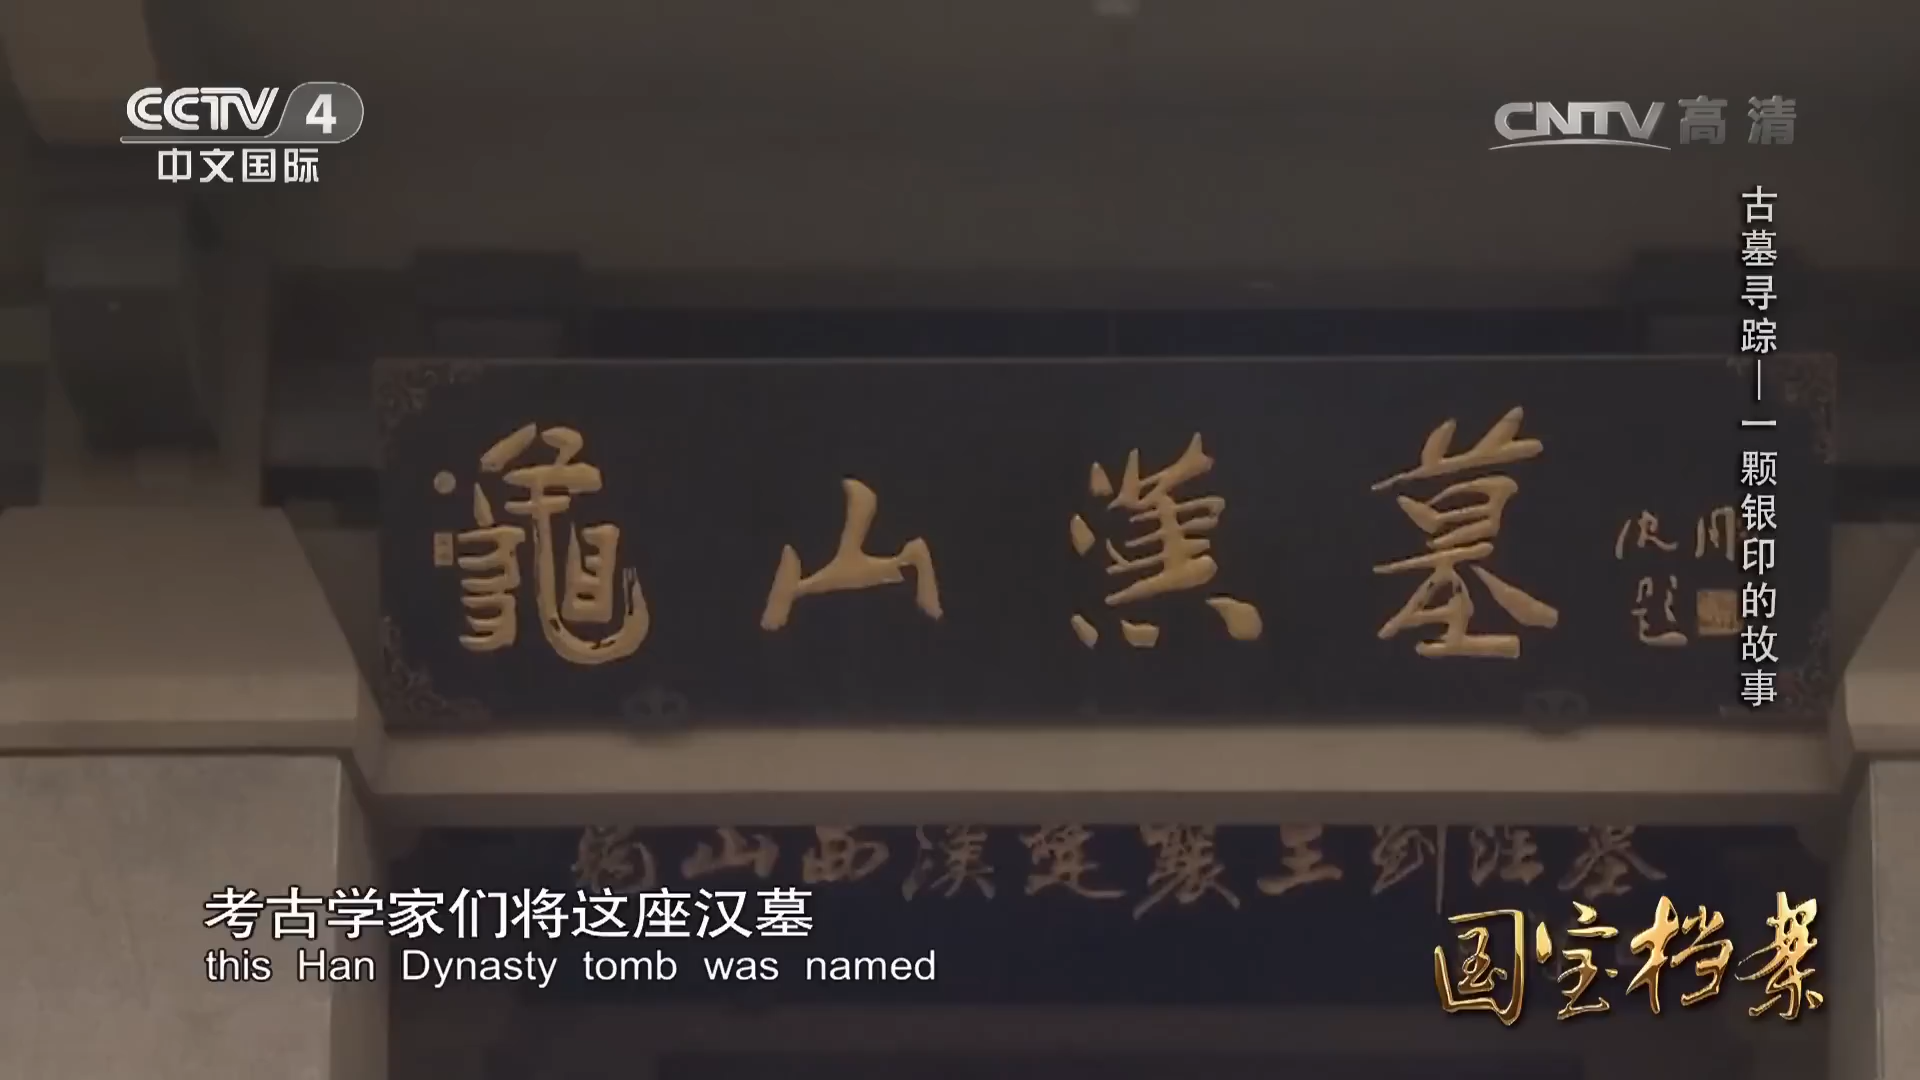 CCTV 4
中文国际
CNTV 高清
古墓寻踪—一颗银印的故事
龜山漢墓
題
龜山西漢楚襄王劉注墓
考古学家们将这座汉墓
this Han Dynasty tomb was named
国宝档案